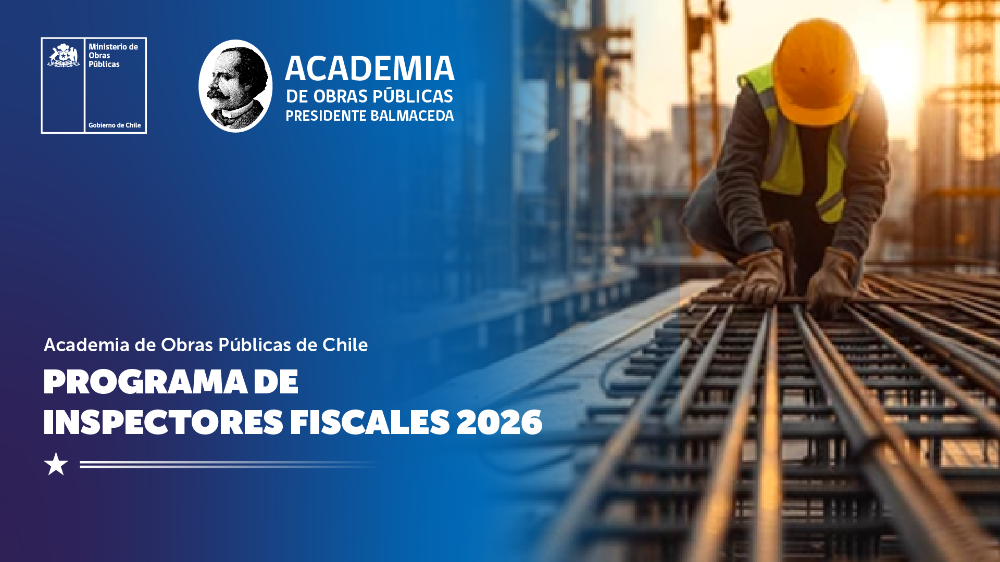 Ministerio de
Obras
Públicas
Gobierno de Chile
ACADEMIA
DE OBRAS PÚBLICAS
PRESIDENTE BALMACEDA
Academia de Obras Públicas de Chile
PROGRAMA DE
INSPECTORES FISCALES 2026